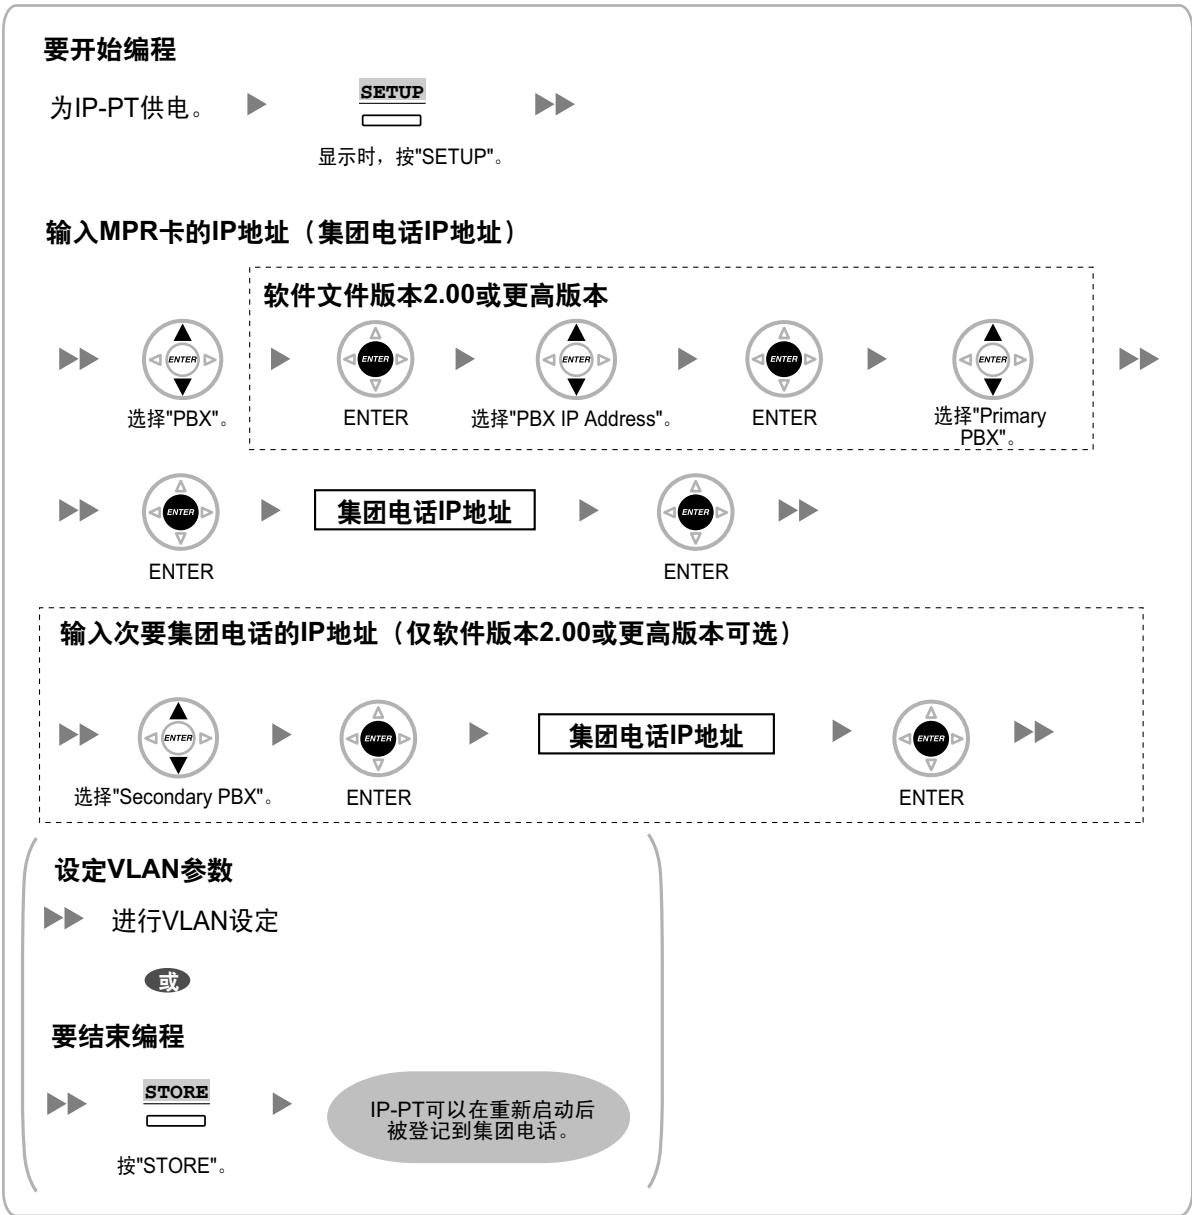 要开始编程
为IP-PT供电。
SETUP
显示时，按"SETUP"。
输入MPR卡的IP地址（集团电话IP地址）
软件文件版本2.00或更高版本
ENTER
ENTER
ENTER
ENTER
ENTER
选择"PBX"。
ENTER
选择"PBX IP Address"。
ENTER
选择"Primary
PBX"。
ENTER
集团电话IP地址
ENTER
ENTER
ENTER
输入次要集团电话的IP地址（仅软件版本2.00或更高版本可选）
ENTER
ENTER
集团电话IP地址
ENTER
选择"Secondary PBX"。
ENTER
ENTER
设定VLAN参数
进行VLAN设定
或
要结束编程
STORE
IP-PT可以在重新启动后
被登记到集团电话。
按"STORE"。